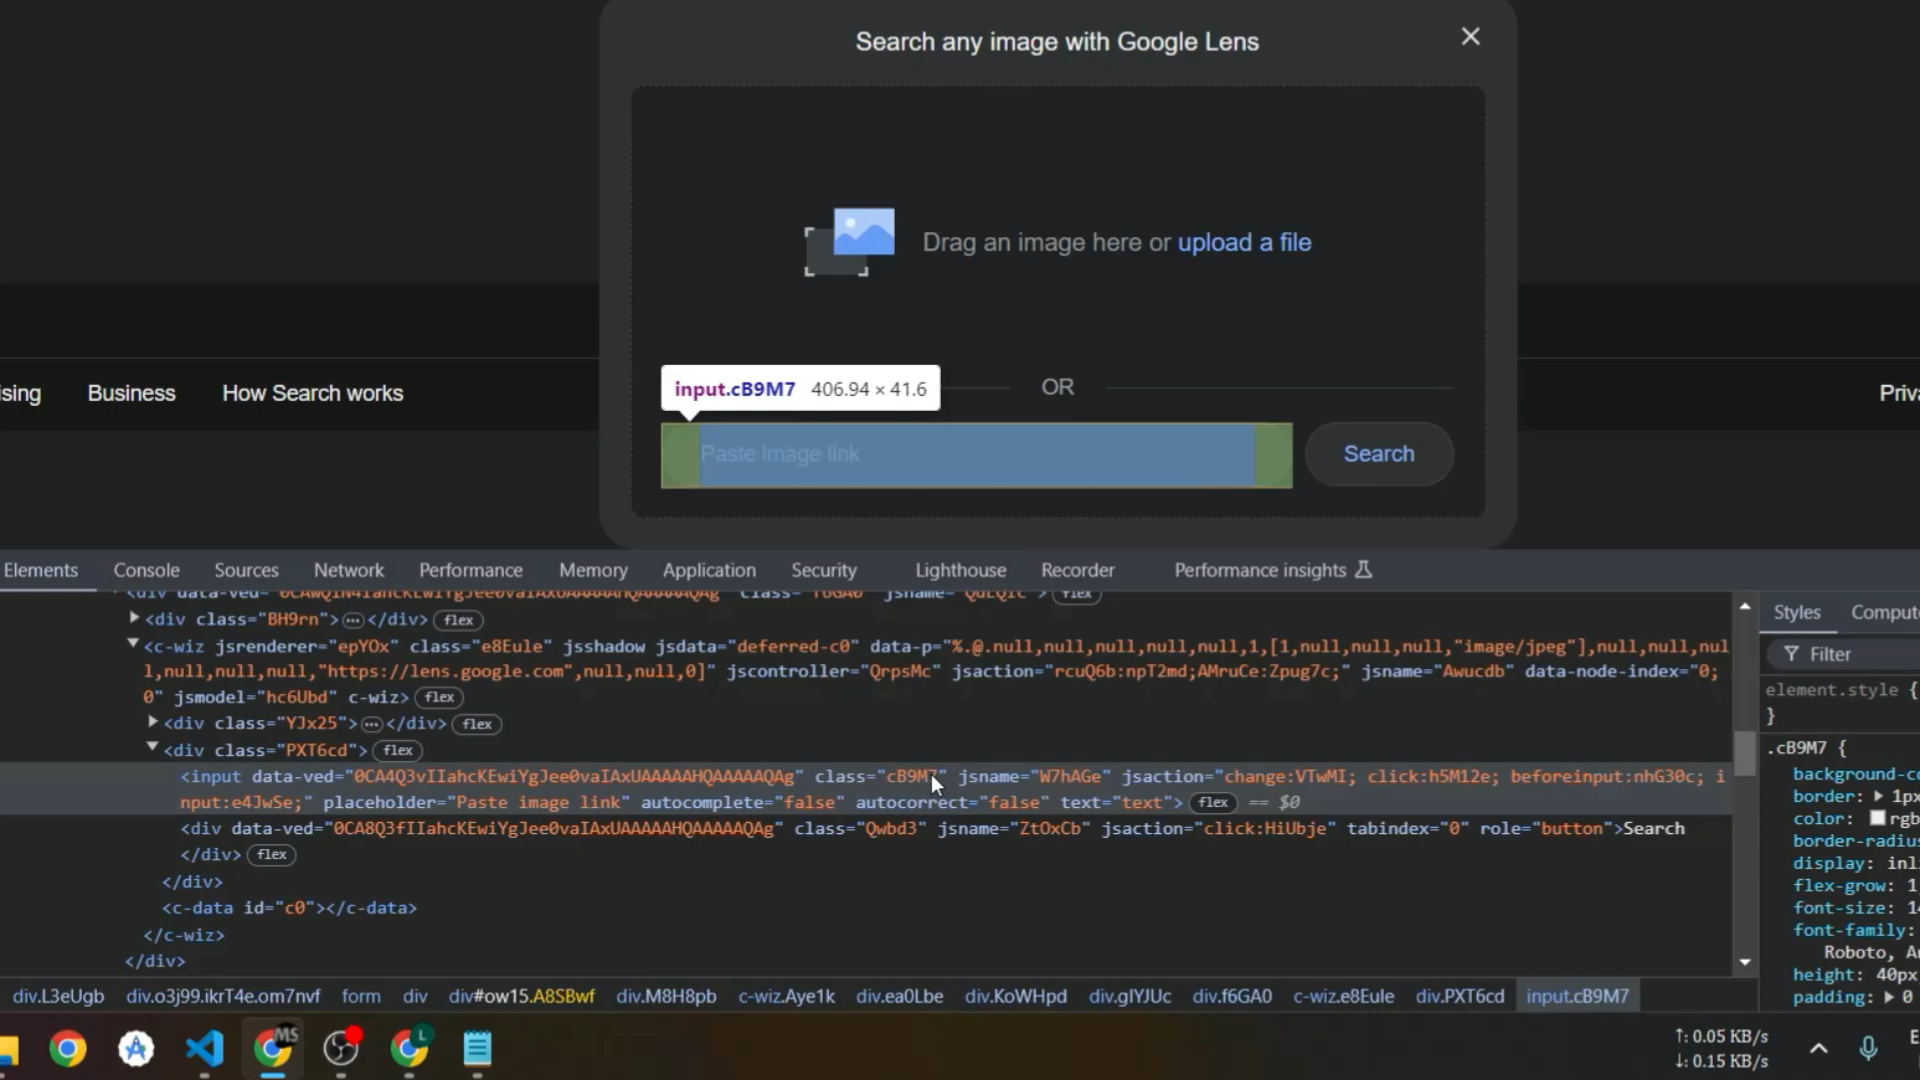 Search any image with Google Lens
Drag an image here or upload a file
ising Business How Search works
Priva
input.cB9M7 406.94 × 41.6
OR
Paste image link
Search
Elements Console Sources Network Performance Memory Application Security Lighthouse Recorder Performance insights
▶<div class="BH9rn">⋯</div> flex
▼<c-wiz jsrenderer="epYOx" class="e8Eule" jsshadow jsdata="deferred-c0" data-p="%.@.null,null,null,null,null,1,[1,null,null,null,"image/jpeg"],null,null,nul
l,null,null,null,"https://lens.google.com",null,null,0]" jscontroller="QrpsMc" jsaction="rcuQ6b:npT2md;AMruCe:Zpug7c;" jsname="Awucdb" data-node-index="0;
0" jsmodel="hc6Ubd" c-wiz> flex
▶<div class="YJx25">⋯</div> flex
▼<div class="PXT6cd"> flex
<input data-ved="0CA4Q3vIIahcKEwiYgJee0vaIAxUAAAAAHQAAAAAQAg" class="cB9M7" jsname="W7hAGe" jsaction="change:VTwMI; click:h5M12e; beforeinput:nhG30c; i
nput:e4JwSe;" placeholder="Paste image link" autocomplete="false" autocorrect="false" text="text"> flex == $0
<div data-ved="0CA8Q3fIIahcKEwiYgJee0vaIAxUAAAAAHQAAAAAQAg" class="Qwbd3" jsname="ZtOxCb" jsaction="click:HiUbje" tabindex="0" role="button">Search
</div> flex
</div>
<c-data id="c0"></c-data>
</c-wiz>
</div>
Styles Comput
Filter
element.style {
}
.cB9M7 {
background-co
border: ▶ 1px
color: rgb
border-radius
display: inl
flex-grow: 1
font-size: 14
font-family:
Roboto, A
height: 40px
padding: ▶ 0
div.L3eUgb div.o3j99.ikrT4e.om7nvf form div div#ow15.A8SBwf div.M8H8pb c-wiz.Aye1k div.ea0Lbe div.KoWHpd div.gIYJUc div.f6GA0 c-wiz.e8Eule div.PXT6cd input.cB9M7
MS
L
↑: 0.05 KB/s
↓: 0.15 KB/s
E